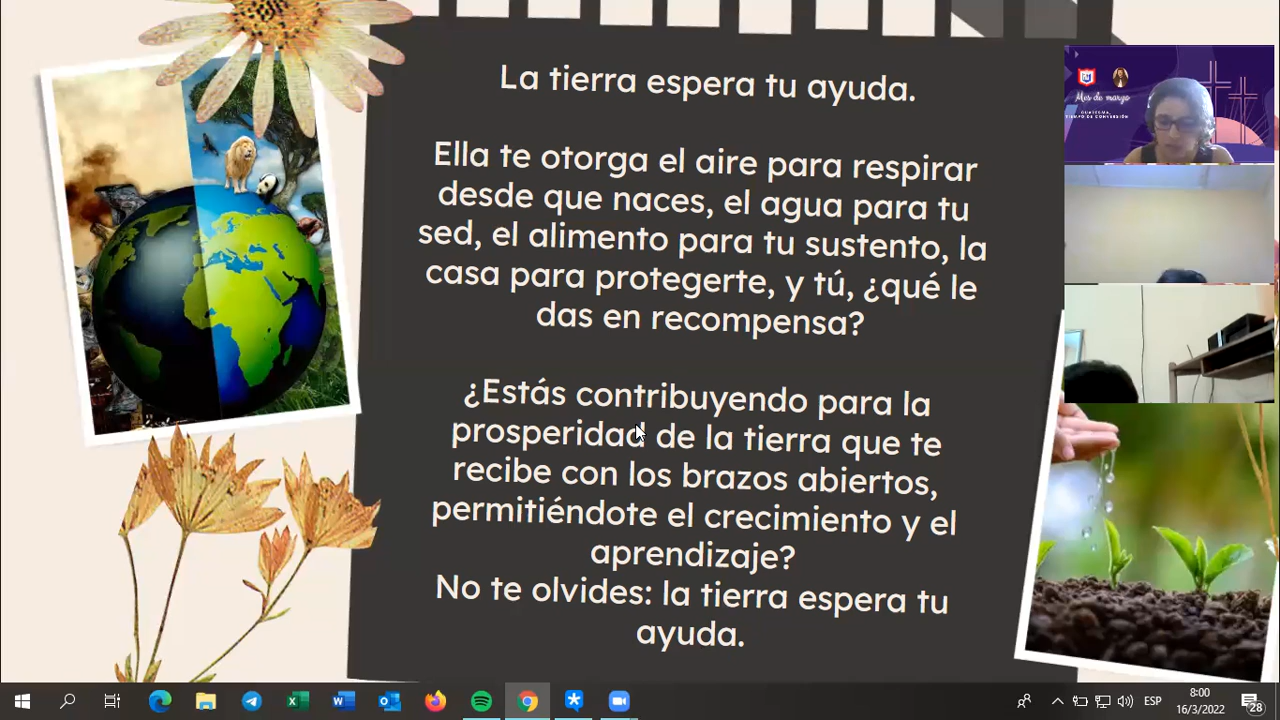 La tierra espera tu ayuda.
Ella te otorga el aire para respirar
desde que naces, el agua para tu
sed, el alimento para tu sustento, la
casa para protegerte, y tú, ¿qué le
das en recompensa?
¿Estás contribuyendo para la
prosperidad de la tierra que te
recibe con los brazos abiertos,
permitiéndote el crecimiento y el
aprendizaje?
No te olvides: la tierra espera tu
ayuda.
Mes de marzo
TIEMPO DE CONVERSIÓN
ESP
8:00
16/3/2022
28